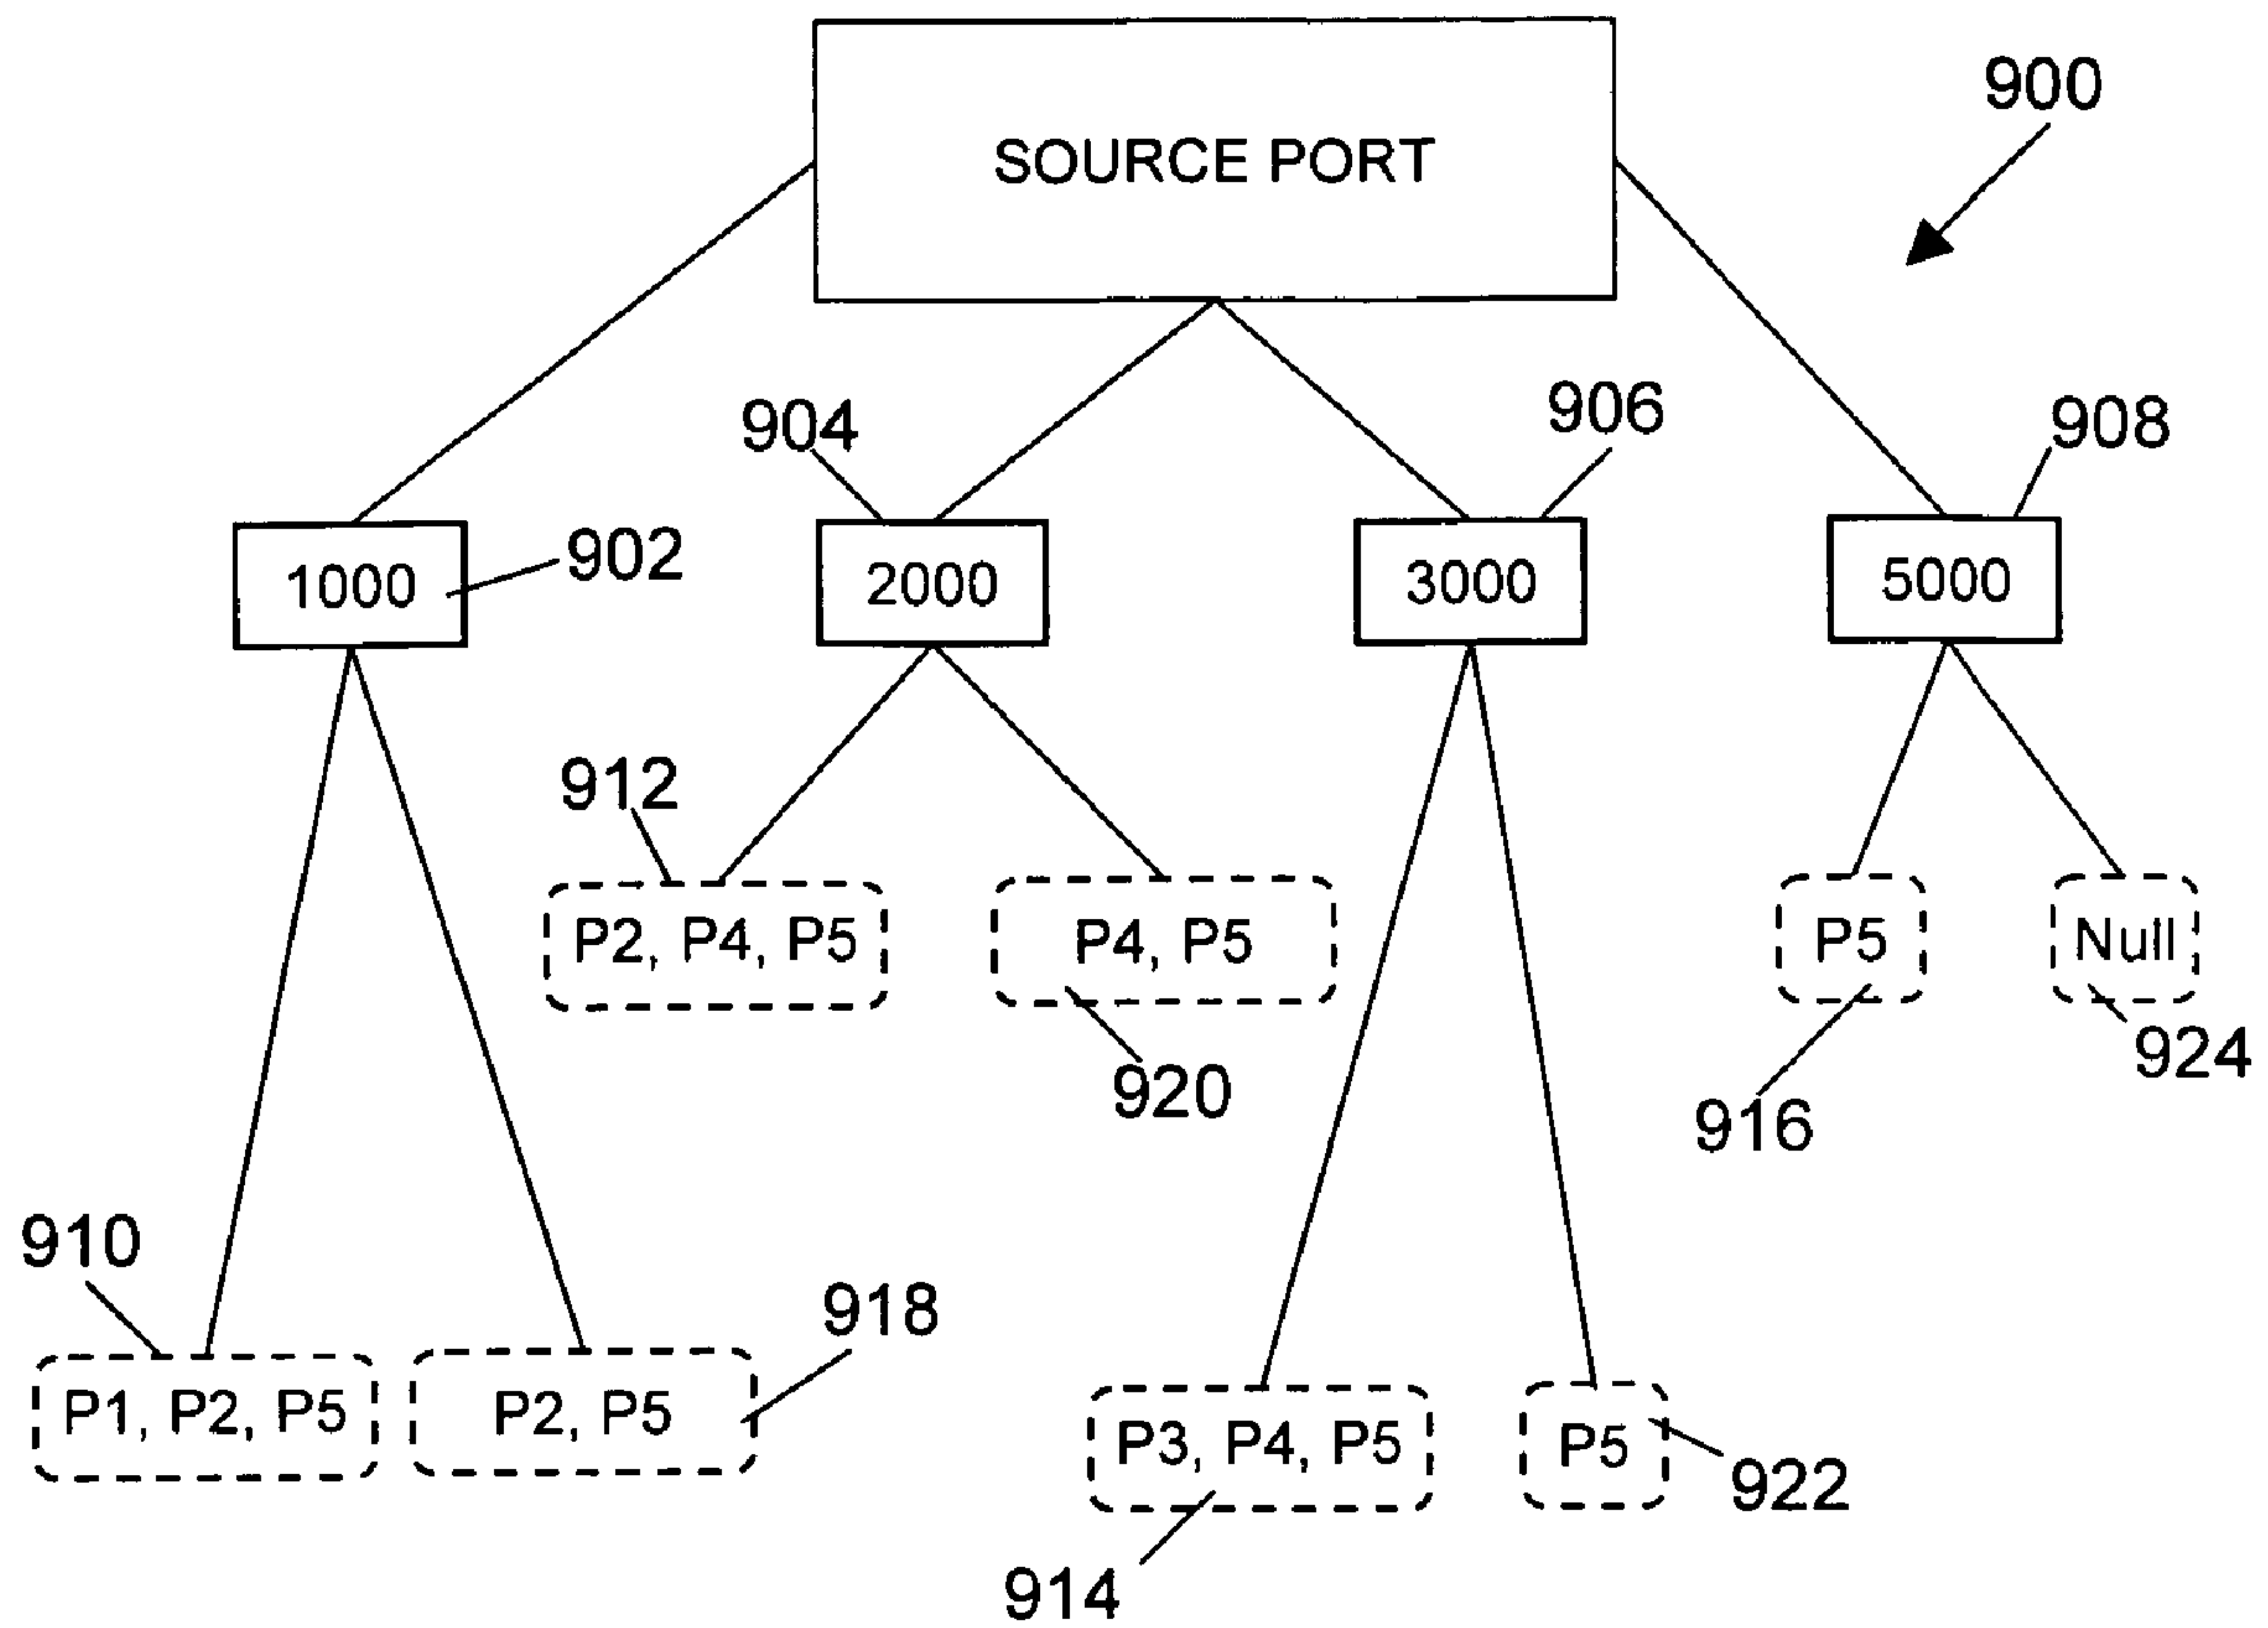 900
SOURCE PORT
904
906
908
1000
902
2000
3000
5000
912
P2, P4, P5
P4, P5
P5
Null
920
916
924
910
918
P1, P2, P5
P2, P5
P3, P4, P5
P5
922
914